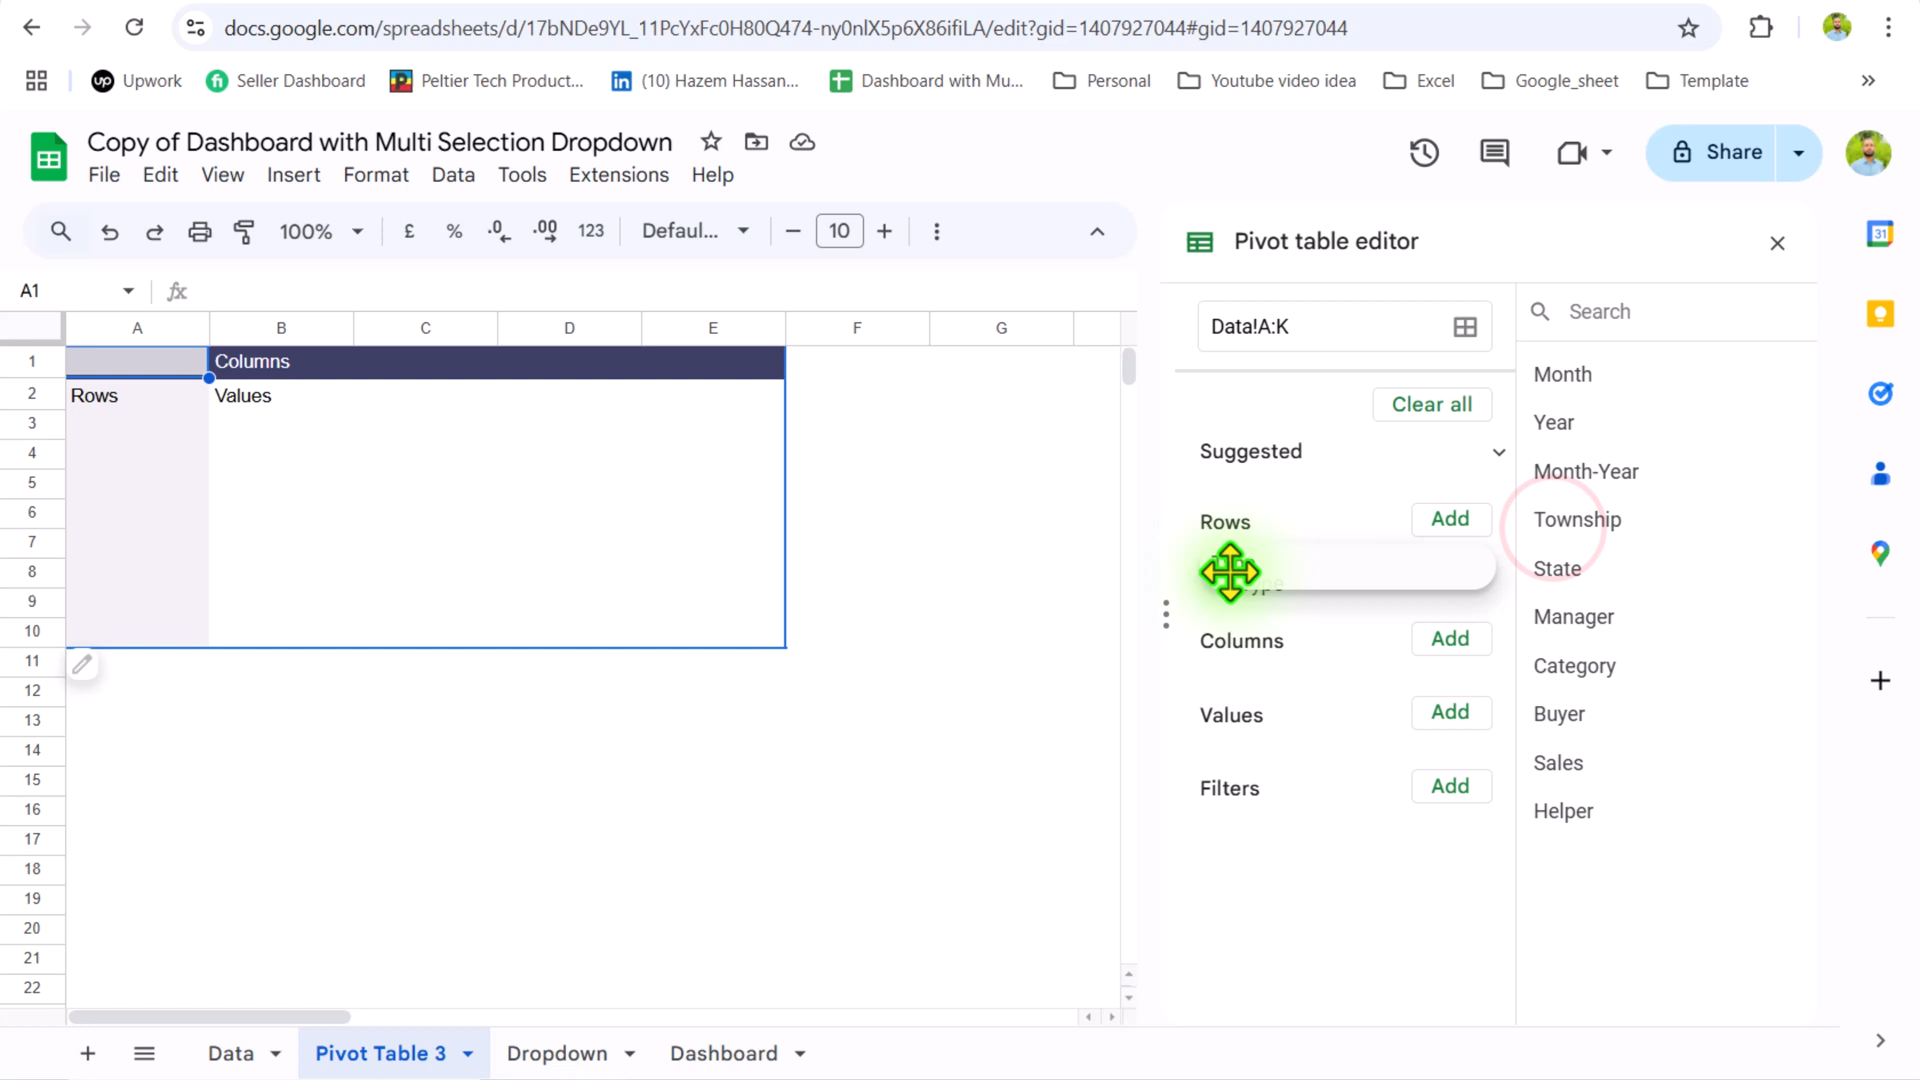 docs.google.com/spreadsheets/d/17bNDe9YL_11PcYxFc0H80Q474-ny0nlX5p6X86ifiLA/edit?gid=1407927044#gid=1407927044
Upwork Seller Dashboard Peltier Tech Product... (10) Hazem Hassan... Dashboard with Mu... Personal Youtube video idea Excel Google_sheet Template
Copy of Dashboard with Multi Selection Dropdown
File Edit View Insert Format Data Tools Extensions Help
Share
100% £ % .0 .00 123 Defaul... 10
Pivot table editor
A1
Data!A:K
Search
A B C D E F G
1 Columns
2 Rows Values
3
4
5
6
7
8
9
10
11
12
13
14
15
16
17
18
19
20
21
22
Clear all
Suggested
Rows Add
Columns Add
Values Add
Filters Add
Month
Year
Month-Year
Township
State
Manager
Category
Buyer
Sales
Helper
31
Data Pivot Table 3 Dropdown Dashboard